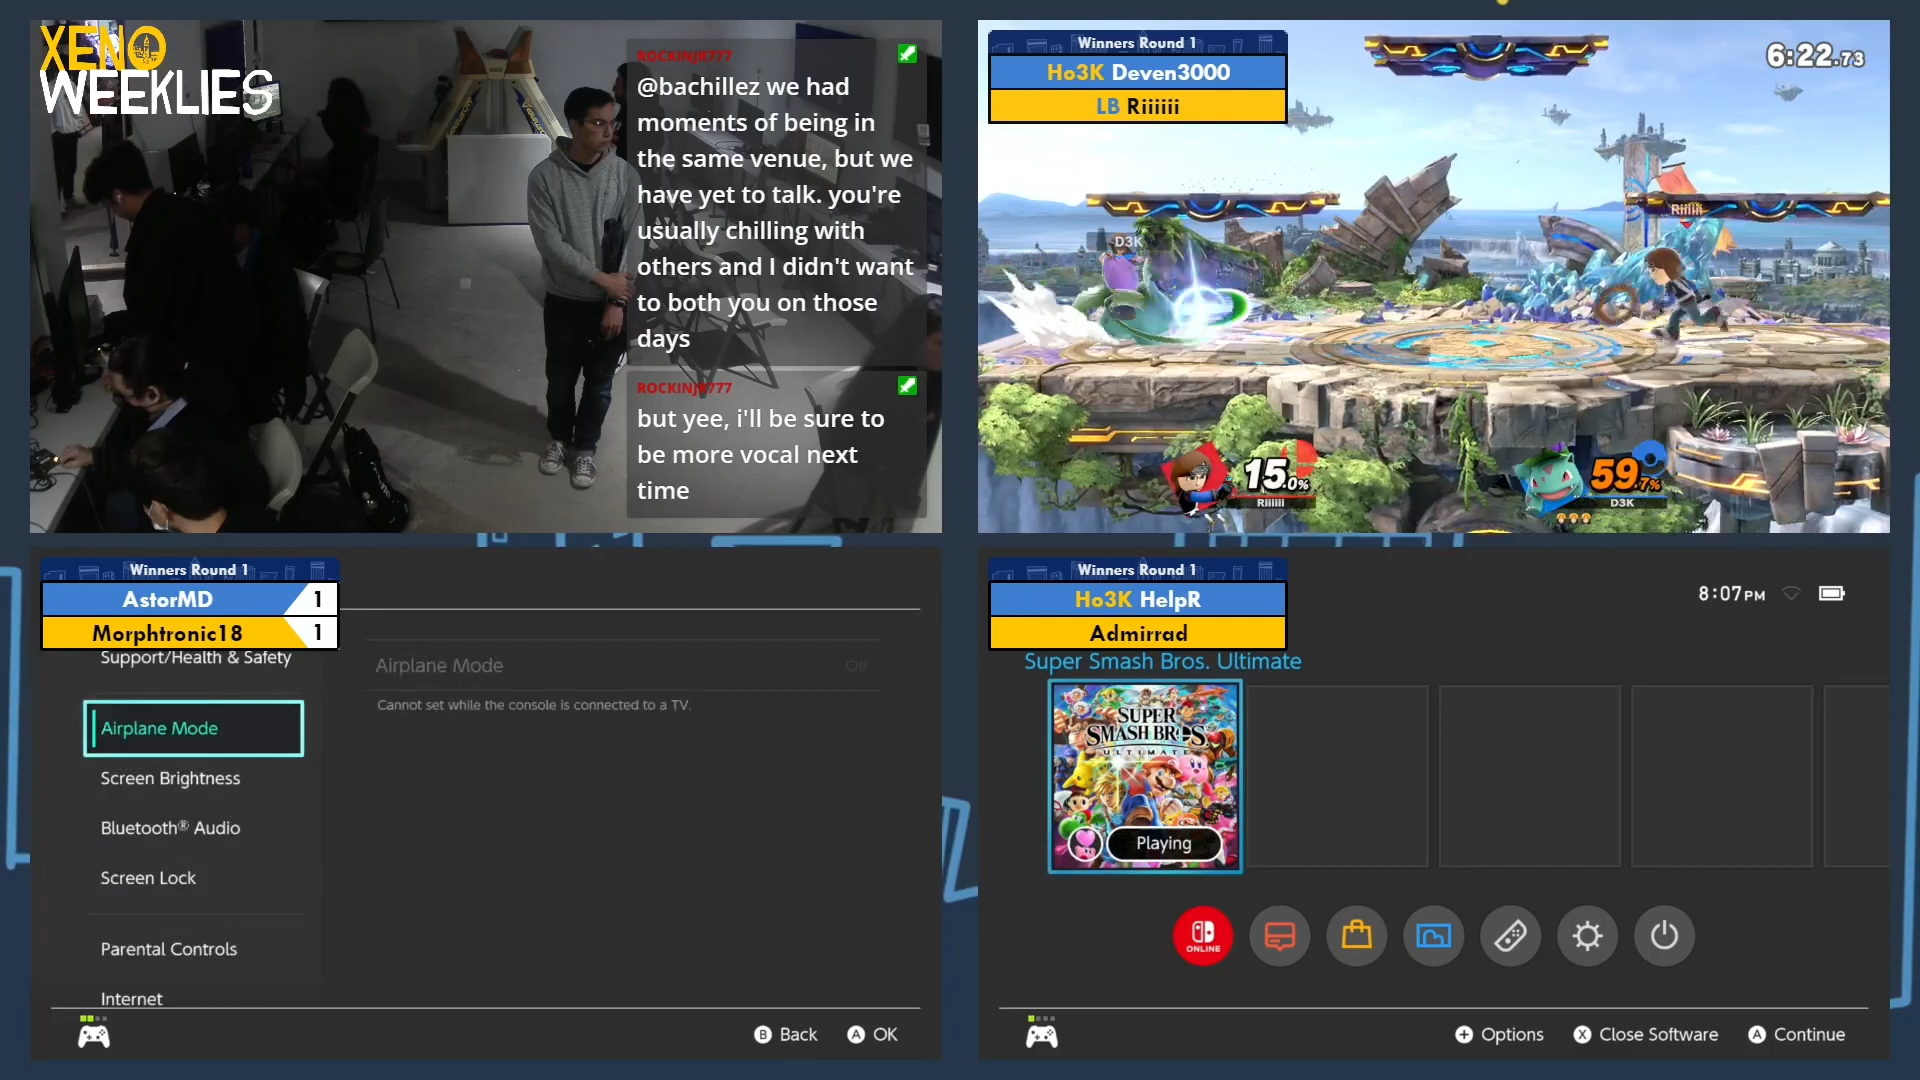 XENO
WEEKLIES
ROCKINJR777
@bachillez we had
moments of being in
the same venue, but we
have yet to talk. you're
usually chilling with
others and I didn't want
to both you on those
days
ROCKINJR777
but yee, i'll be sure to
be more vocal next
time
Winners Round 1
Ho3K Deven3000
LB Riiiiii
6:22.73
D3K
Riiiiii
15.0%
Riiiiii
59.7%
D3K
Winners Round 1
AstorMD 1
Morphtronic18 1
Support/Health & Safety
Airplane Mode
Screen Brightness
Bluetooth® Audio
Screen Lock
Parental Controls
Internet
Airplane Mode Off
Cannot set while the console is connected to a TV.
B Back A OK
Winners Round 1
Ho3K HelpR
Admirrad
8:07PM
Super Smash Bros. Ultimate
SUPER
SMASH BROS.
ULTIMATE
Playing
ONLINE
+ Options X Close Software A Continue